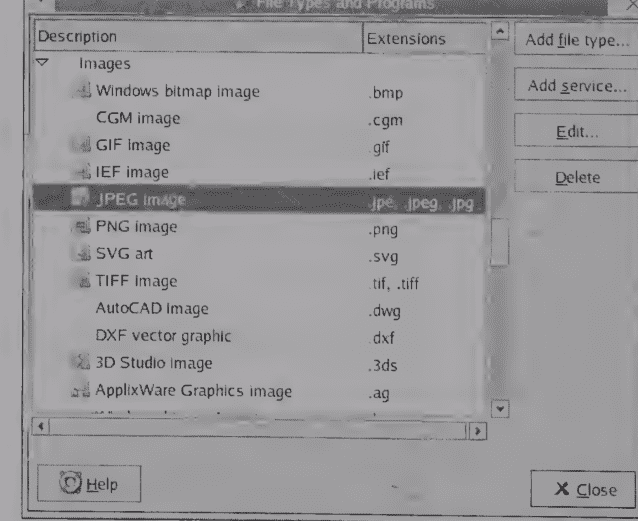 File Types and Programs
Description Extensions
Add file type...
Images
Add service...
Windows bitmap image .bmp
CGM image .cgm
Edit...
GIF image .gif
IEF image .ief
Delete
JPEG image .jpe, .jpeg, .jpg
PNG image .png
SVG art .svg
TIFF image .tif, .tiff
AutoCAD image .dwg
DXF vector graphic .dxf
3D Studio image .3ds
ApplixWare Graphics image .ag
Help
X Close